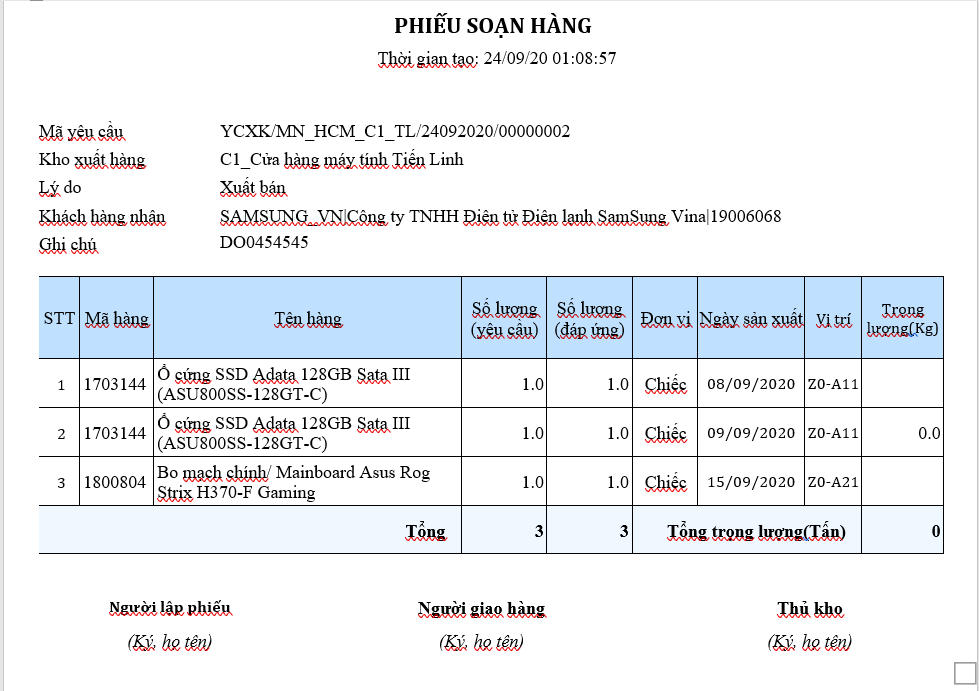 PHIẾU SOẠN HÀNG
Thời gian tạo: 24/09/20 01:08:57
Mã yêu cầu YCXK/MN_HCM_C1_TL/24092020/00000002
Kho xuất hàng C1_Cửa hàng máy tính Tiến Linh
Lý do Xuất bán
Khách hàng nhận SAMSUNG_VN|Công ty TNHH Điện tử Điện lạnh SamSung Vina|19006068
Ghi chú DO0454545
STT Mã hàng Tên hàng Số lượng (yêu cầu) Số lượng (đáp ứng) Đơn vị Ngày sản xuất Vị trí Trọng lượng(Kg)
1 1703144 Ổ cứng SSD Adata 128GB Sata III 1.0 1.0 Chiếc 08/09/2020 Z0-A11
(ASU800SS-128GT-C)
2 1703144 Ổ cứng SSD Adata 128GB Sata III 1.0 1.0 Chiếc 09/09/2020 Z0-A11 0.0
(ASU800SS-128GT-C)
3 1800804 Bo mạch chính/ Mainboard Asus Rog 1.0 1.0 Chiếc 15/09/2020 Z0-A21
Strix H370-F Gaming
Tổng 3 3 Tổng trọng lượng(Tấn) 0
Người lập phiếu Người giao hàng Thủ kho
(Ký, họ tên) (Ký, họ tên) (Ký, họ tên)